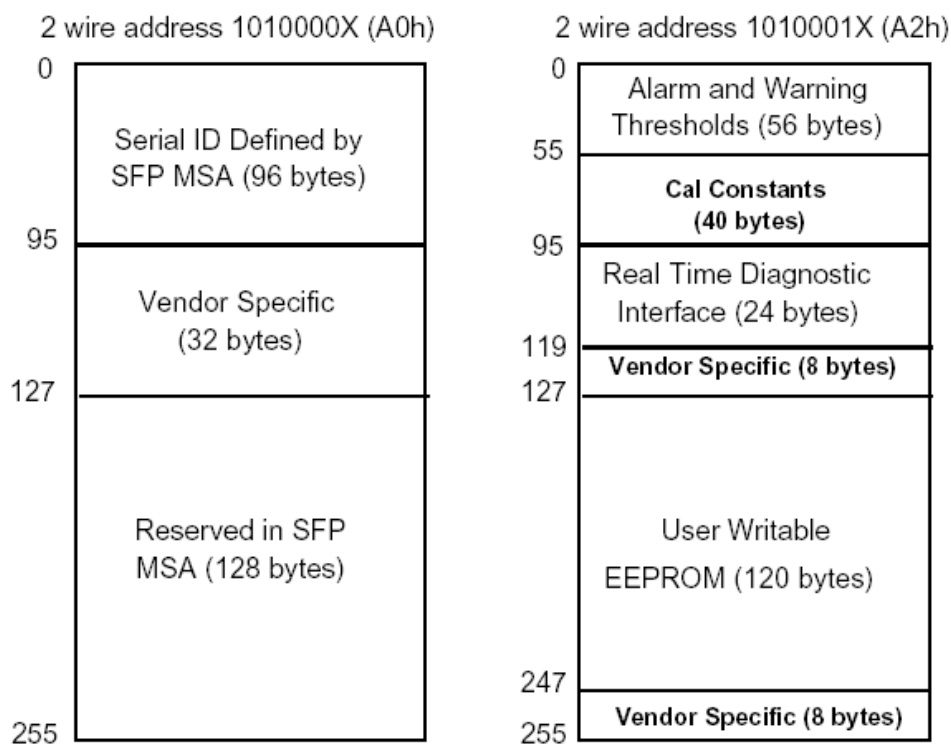 2 wire address 1010000X (A0h)
0
Serial ID Defined by
SFP MSA (96 bytes)
95
Vendor Specific
(32 bytes)
127
Reserved in SFP
MSA (128 bytes)
255
2 wire address 1010001X (A2h)
0
Alarm and Warning
Thresholds (56 bytes)
55
Cal Constants
(40 bytes)
95
Real Time Diagnostic
Interface (24 bytes)
119
Vendor Specific (8 bytes)
127
User Writable
EEPROM (120 bytes)
247
Vendor Specific (8 bytes)
255